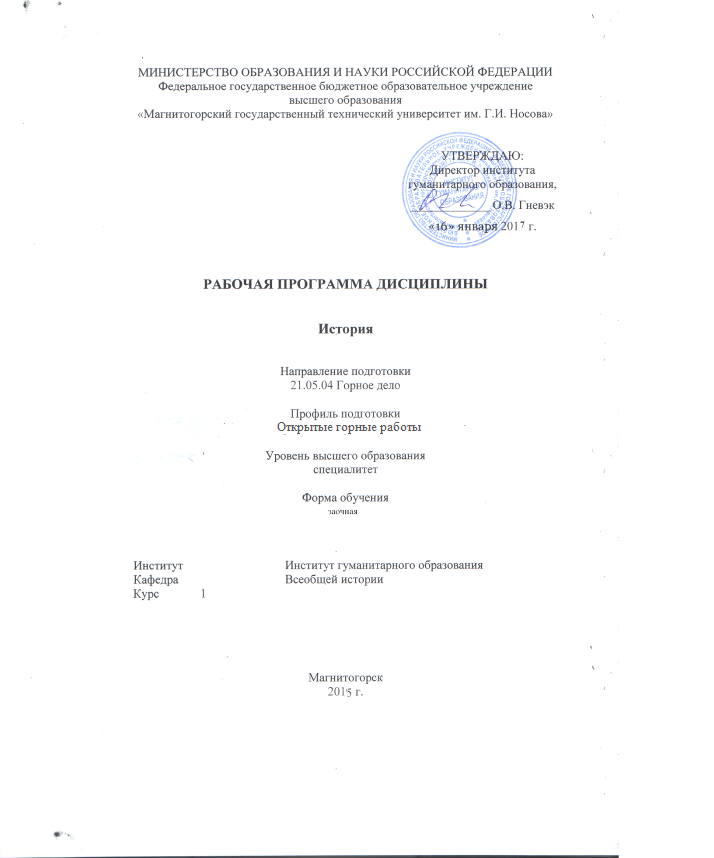 МИНИСТЕРСТВО ОБРАЗОВАНИЯ И НАУКИ РОССИЙСКОЙ ФЕДЕРАЦИИ
Федеральное государственное бюджетное образовательное учреждение
высшего образования
«Магнитогорский государственный технический университет им. Г.И. Носова»
УТВЕРЖДАЮ:
Директор института
гуманитарного образования,
О.В. Гневэк
«16» января 2017 г.
РАБОЧАЯ ПРОГРАММА ДИСЦИПЛИНЫ
История
Направление подготовки
21.05.04 Горное дело
Профиль подготовки
Открытые горные работы
Уровень высшего образования
специалитет
Форма обучения
заочная
Институт Институт гуманитарного образования
Кафедра Всеобщей истории
Курс 1
Магнитогорск
2015 г.